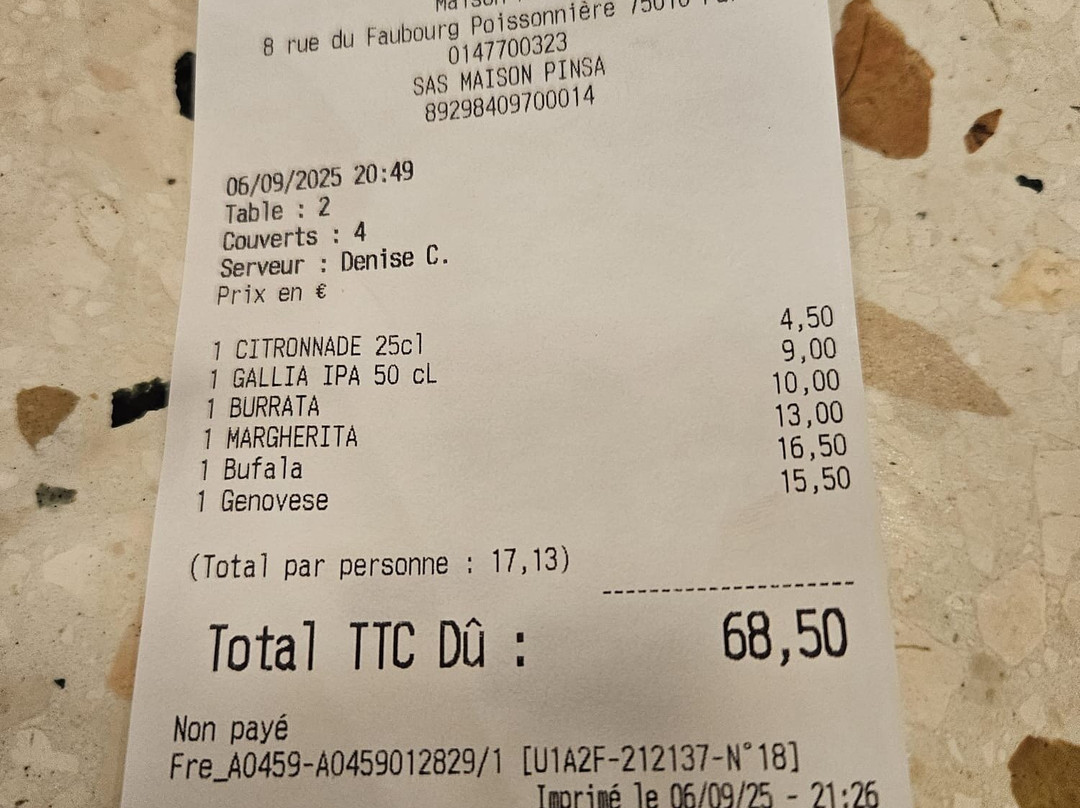 Maison
8 rue du Faubourg Poissonnière 75010
0147700323
SAS MAISON PINSA
89298409700014
06/09/2025 20:49
Table : 2
Couverts : 4
Serveur : Denise C.
Prix en €
1 CITRONNADE 25cl 4,50
1 GALLIA IPA 50 cL 9,00
1 BURRATA 10,00
1 MARGHERITA 13,00
1 Bufala 16,50
1 Genovese 15,50
(Total par personne : 17,13)
Total TTC Dû : 68,50
Non payé
Fre_A0459-A0459012829/1 [U1A2F-212137-N°18]
Imprimé le 06/09/25 - 21:26